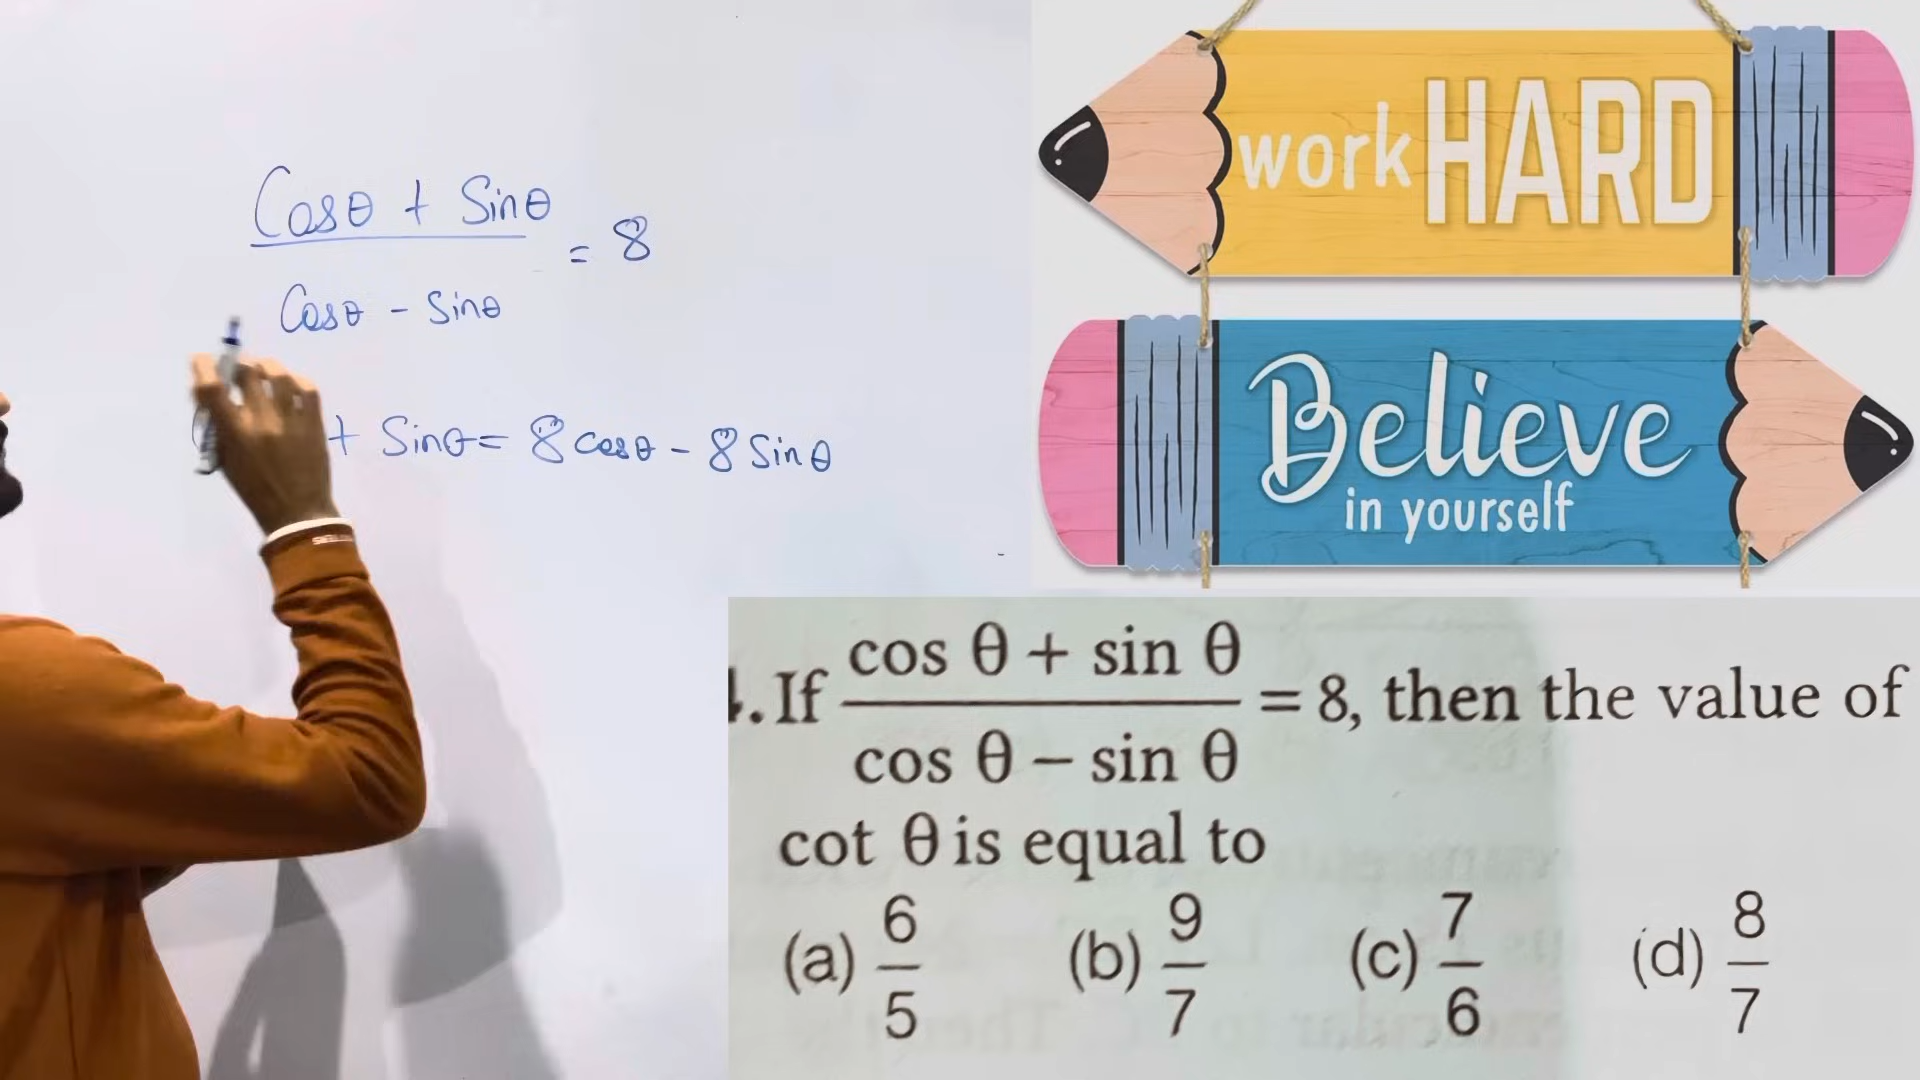 Cosθ + Sinθ
= 8
Cosθ - Sinθ
+ Sinθ = 8 cosθ - 8 Sinθ
work HARD
Believe
in yourself
. If cos θ + sin θ / cos θ – sin θ = 8, then the value of
cot θ is equal to
(a) 6/5 (b) 9/7 (c) 7/6 (d) 8/7